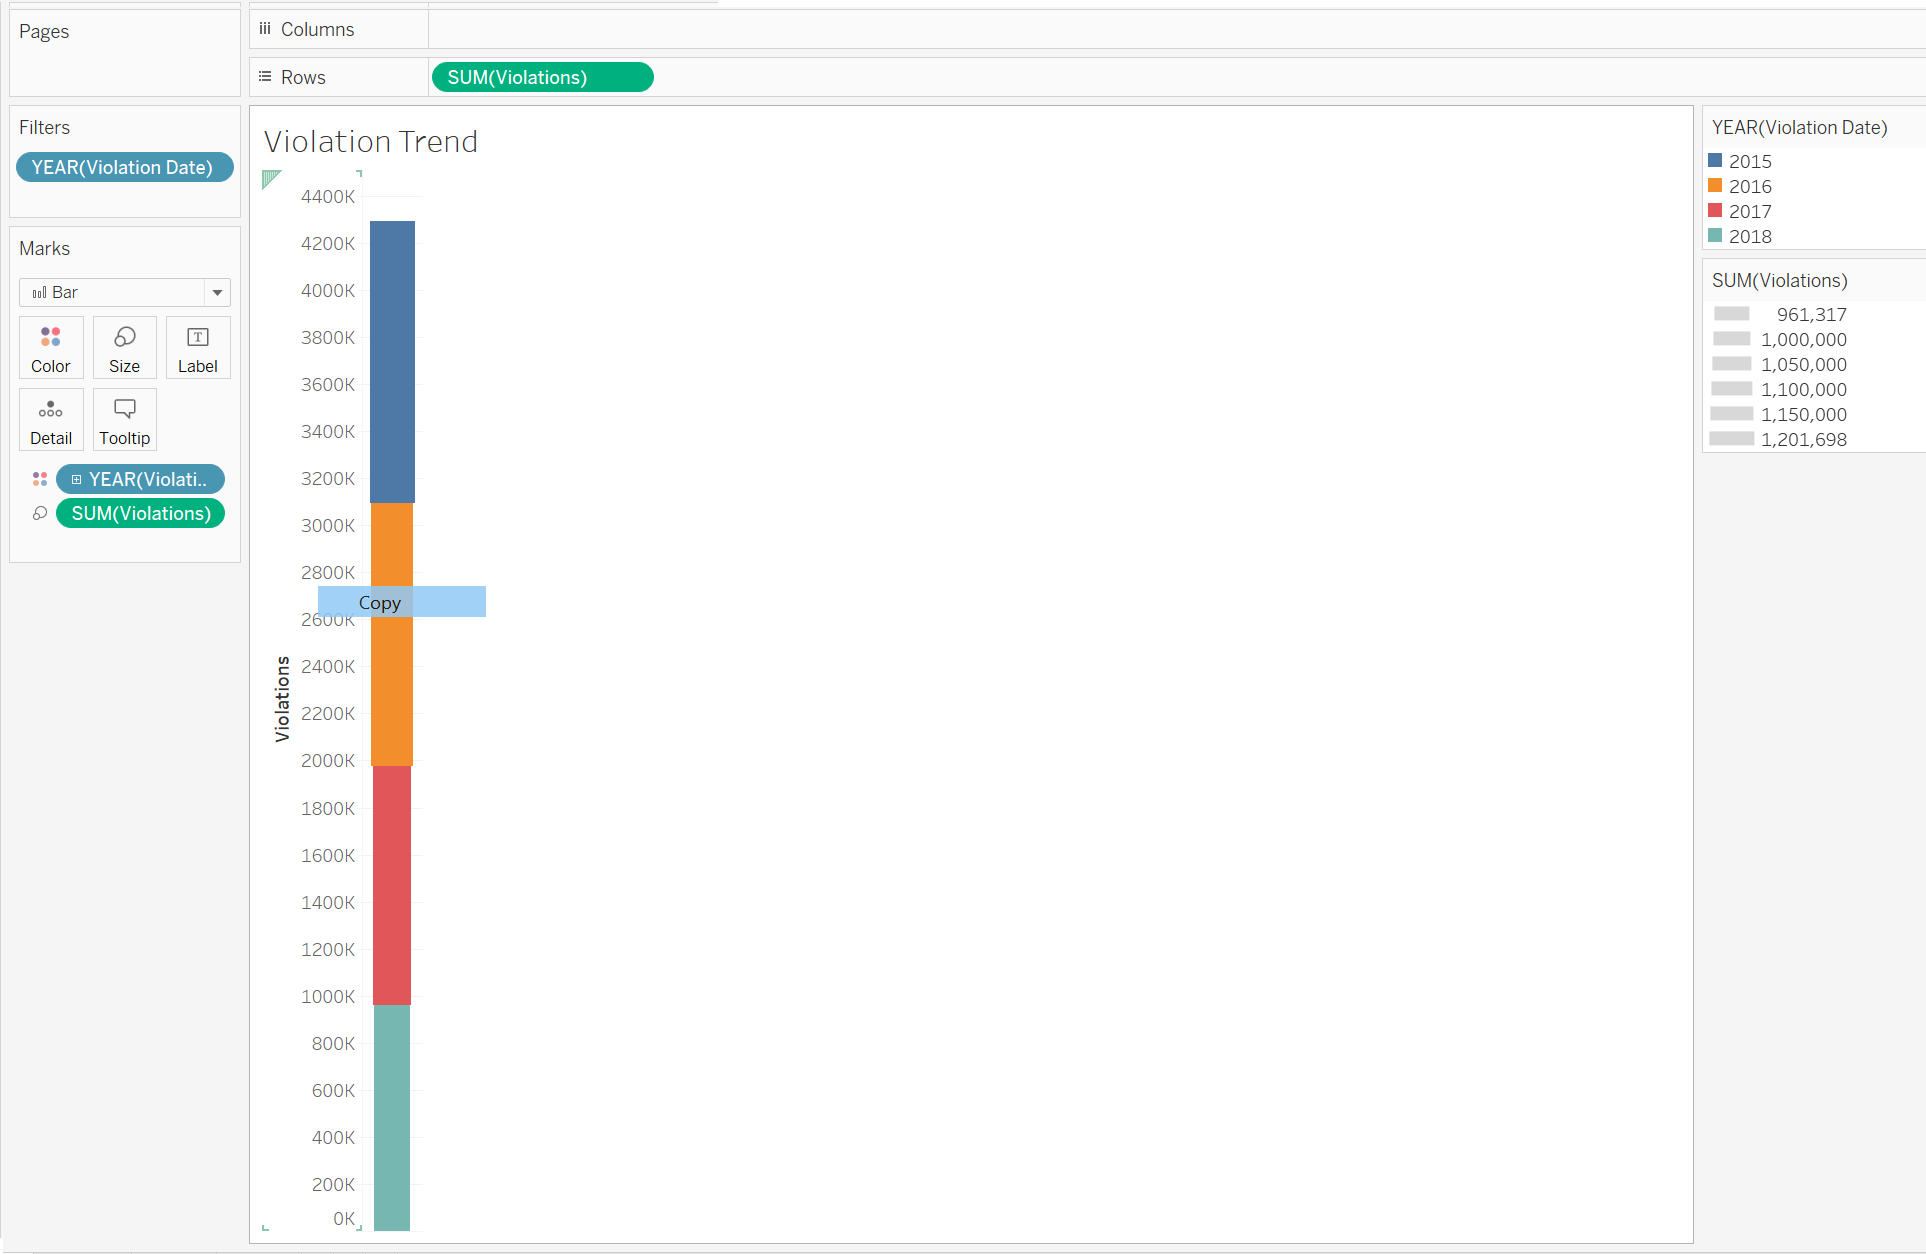 Pages
Columns
Rows
SUM(Violations)
Filters
YEAR(Violation Date)
Marks
Bar
Color
Size
T
Label
Detail
Tooltip
YEAR(Violati..
SUM(Violations)
Violation Trend
4400K
4200K
4000K
3800K
3600K
3400K
3200K
3000K
2800K
Copy
2600K
2400K
2200K
2000K
1800K
1600K
1400K
1200K
1000K
800K
600K
400K
200K
0K
Violations
YEAR(Violation Date)
2015
2016
2017
2018
SUM(Violations)
961,317
1,000,000
1,050,000
1,100,000
1,150,000
1,201,698